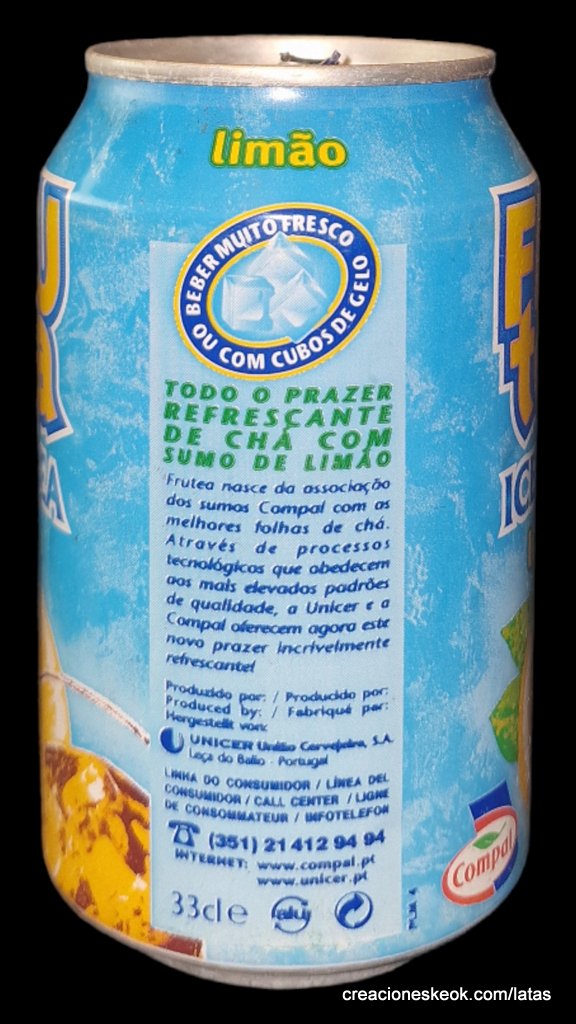 limão
BEBER MUITO FRESCO
OU COM CUBOS DE GELO
TODO O PRAZER
REFRESCANTE
DE CHÁ COM
SUMO DE LIMÃO
Frutea nasce da associação
dos sumos Compal com as
melhores folhas de chá.
Através de processos
tecnológicos que obedecem
aos mais elevados padrões
de qualidade, a Unicer e a
Compal oferecem agora este
novo prazer incrivelmente
refrescante!
Produzido por: / Producido por:
Produced by: / Fabriqué par:
Hergestellt von:
UNICER União Cervejeira, S.A.
Leça do Balio - Portugal
LINHA DO CONSUMIDOR / LÍNEA DEL
CONSUMIDOR / CALL CENTER / LIGNE
DE CONSOMMATEUR / INFOTELEFON
(351) 21 412 94 94
INTERNET: www.compal.pt
www.unicer.pt
33cl e
alu
PLM 4
Compal
creacioneskeok.com/latas